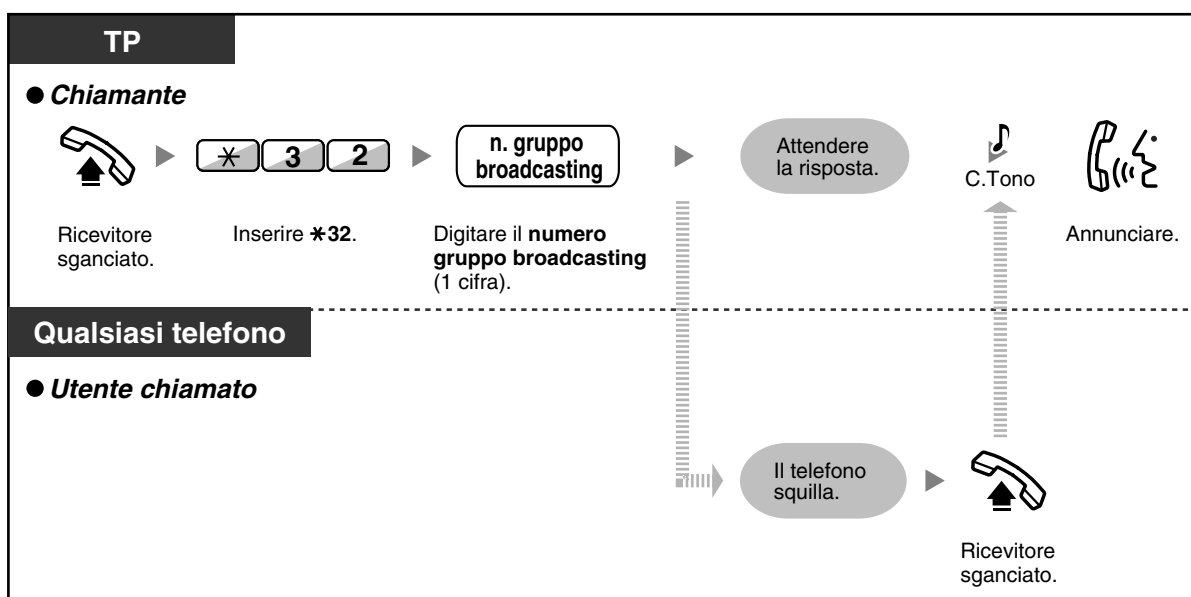 TP
● Chiamante
✳ 3 2
n. gruppo
broadcasting
Attendere
la risposta.
C.Tono
Ricevitore
sganciato.
Inserire ✳32.
Digitare il numero
gruppo broadcasting
(1 cifra).
Annunciare.
Qualsiasi telefono
● Utente chiamato
Il telefono
squilla.
Ricevitore
sganciato.